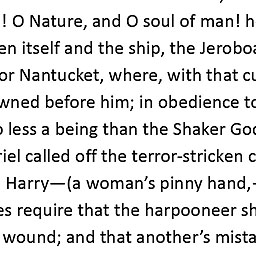 ! O Nature, and O soul of man! h
en itself and the ship, the Jeroboa
or Nantucket, where, with that cu
wned before him; in obedience to
o less a being than the Shaker God
riel called off the terror-stricken c
Harry—(a woman’s pinny hand,-
es require that the harpooneer sh
wound; and that another’s mista